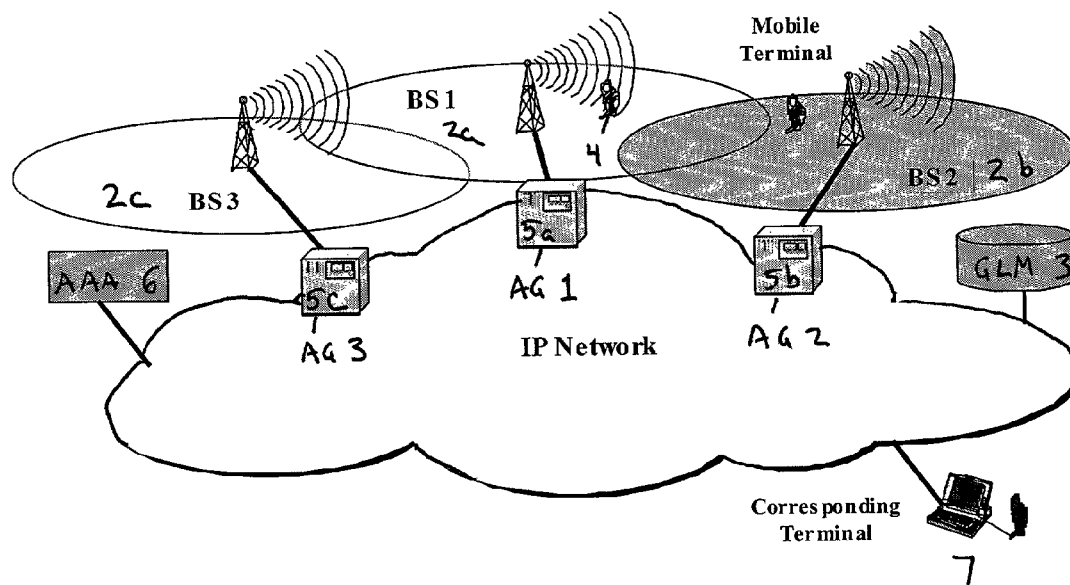 Mobile
Terminal
BS1
2a
4
BS2 2b
2c
BS3
5a
AAA 6
5c
5b
GLM 3
AG 1
AG 3
IP Network
AG 2
Corresponding
Terminal
7